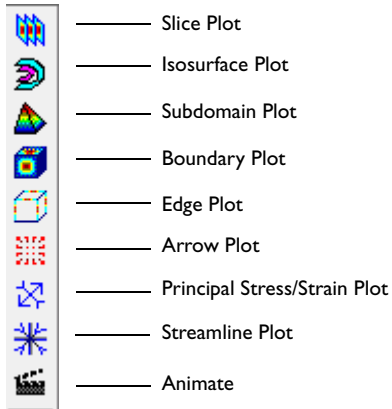 Slice Plot
Isosurface Plot
Subdomain Plot
Boundary Plot
Edge Plot
Arrow Plot
Principal Stress/Strain Plot
Streamline Plot
Animate